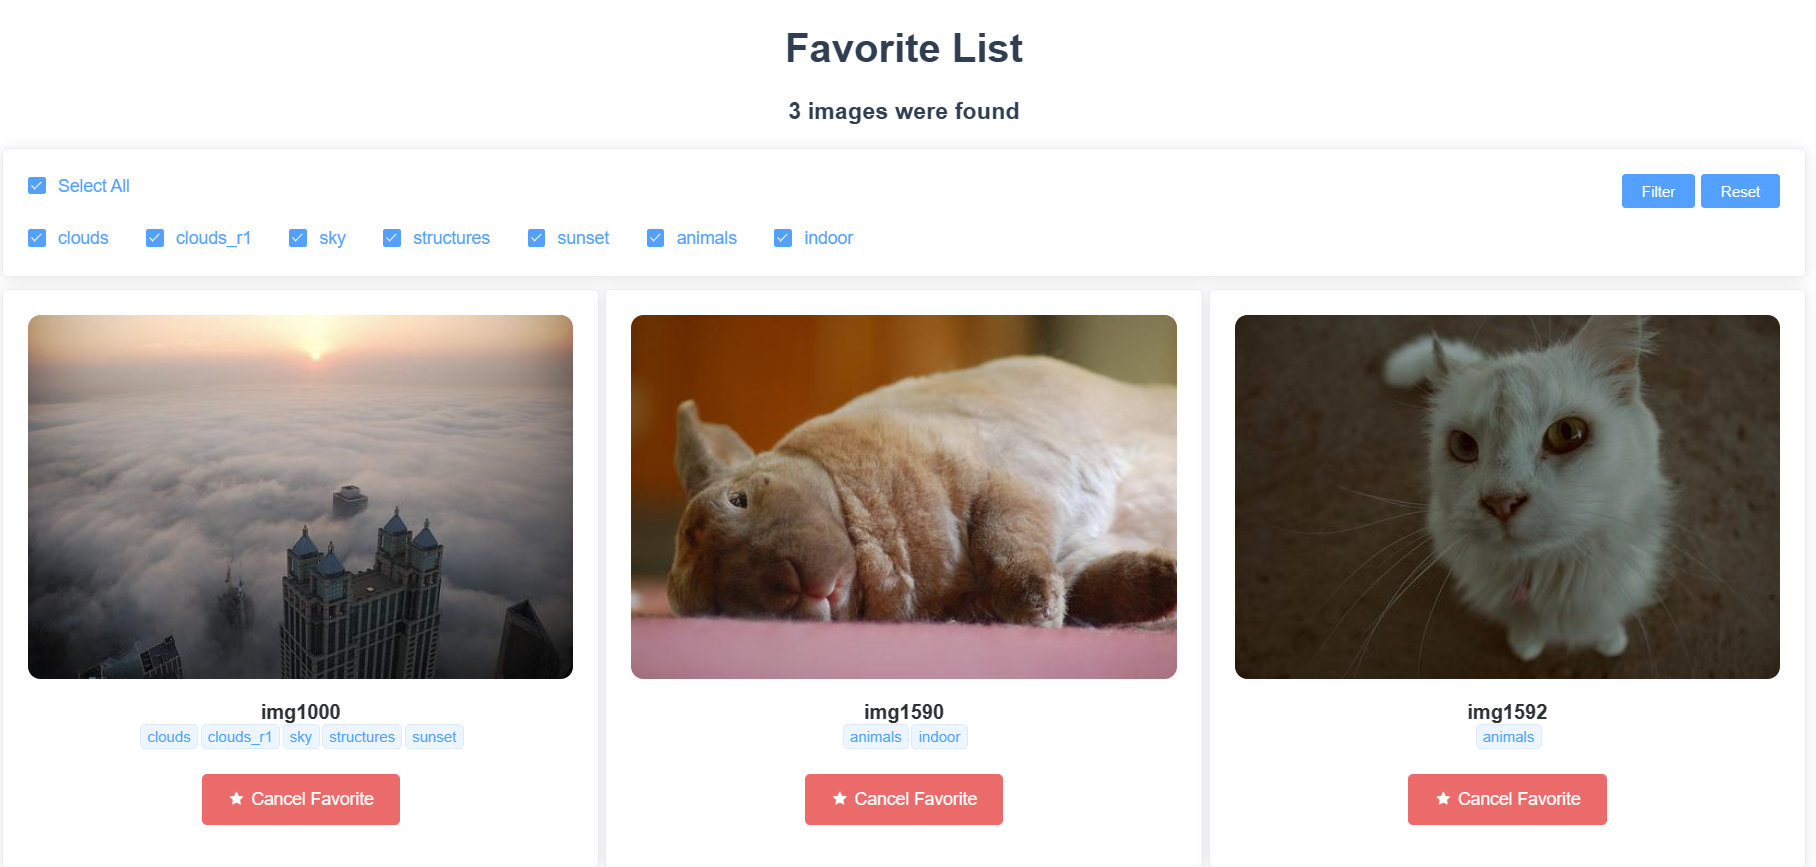 Favorite List
3 images were found
Select All
Filter Reset
clouds clouds_r1 sky structures sunset animals indoor
img1000
clouds clouds_r1 sky structures sunset
Cancel Favorite
img1590
animals indoor
Cancel Favorite
img1592
animals
Cancel Favorite